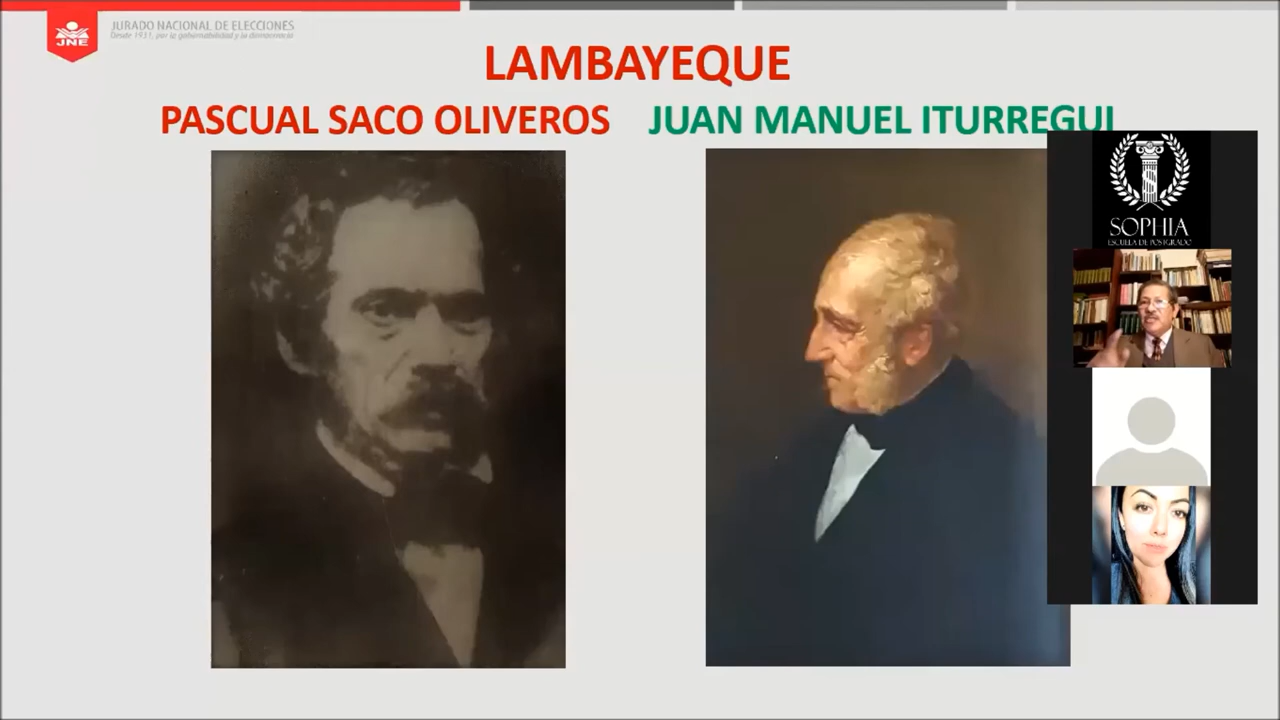 JURADO NACIONAL DE ELECCIONES
Desde 1931, por la gobernabilidad y la democracia
JNE
LAMBAYEQUE
PASCUAL SACO OLIVEROS JUAN MANUEL ITURREGUI
SOPHIA
ESCUELA DE POSTGRADO